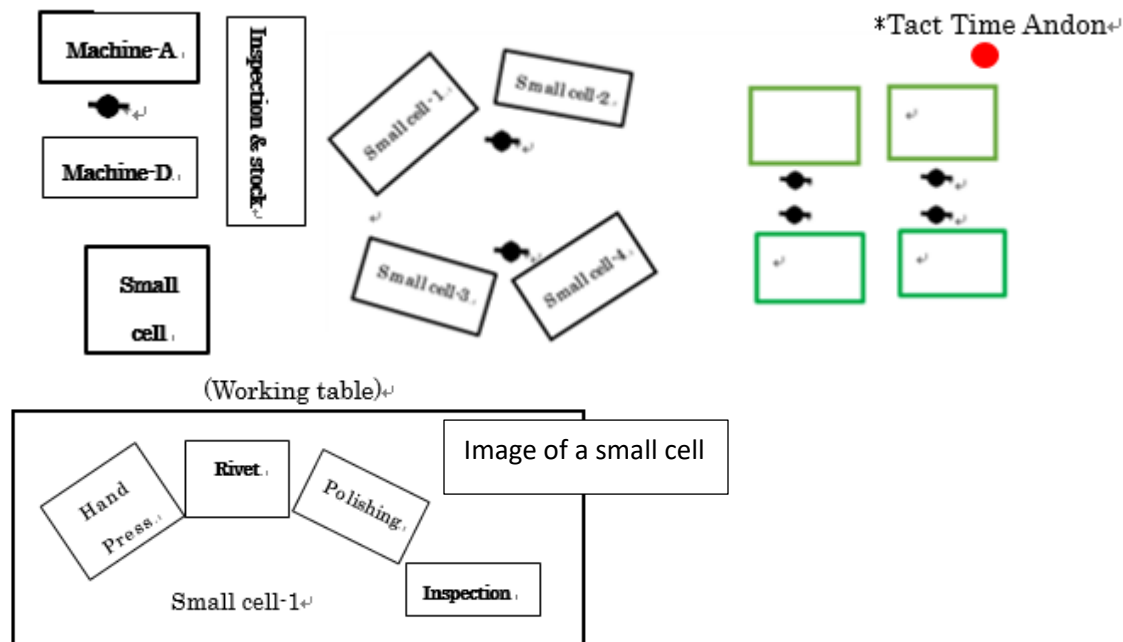 *Tact Time Andon
Machine-A
Machine-D
Inspection & stock
Small
cell
Small cell-1
Small cell-2
Small cell-3
Small cell-4
(Working table)
Image of a small cell
Hand
Press
Rivet
Polishing
Inspection
Small cell-1